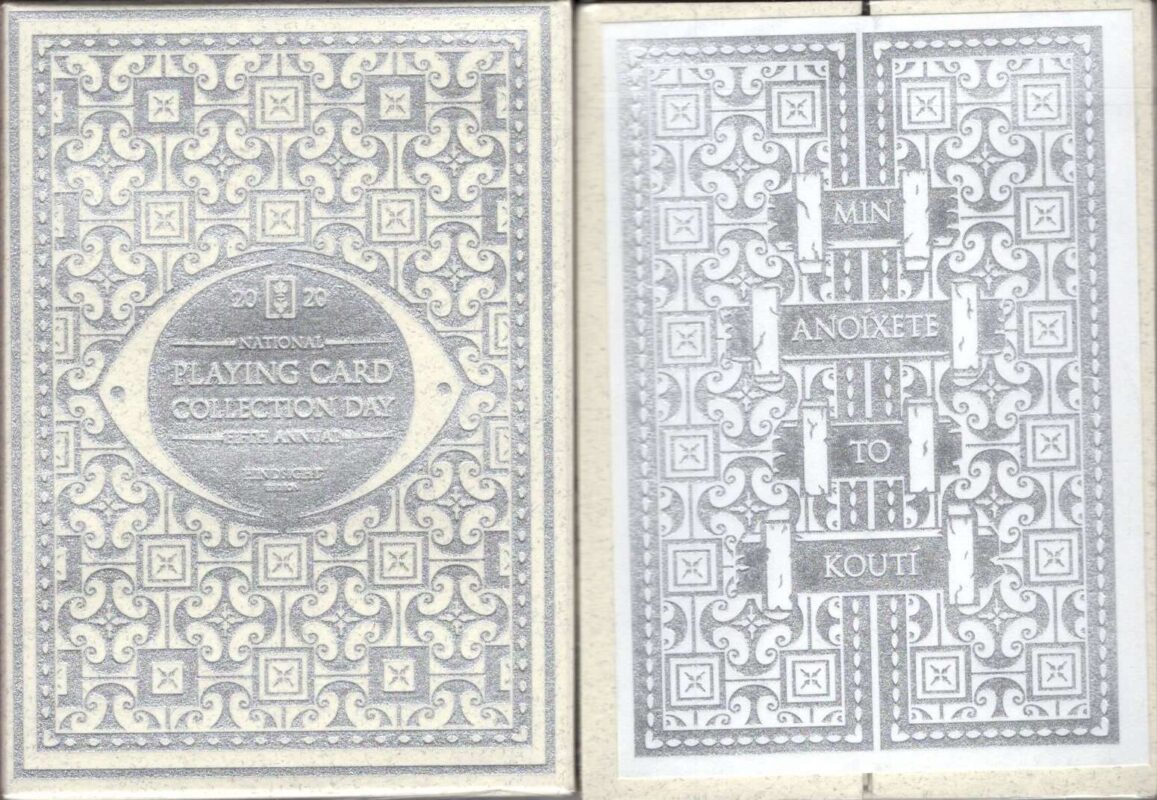 20 20
NATIONAL
PLAYING CARD
COLLECTION DAY
FIFTH ANNUAL
MIN
ANOÍXETE
TO
KOUTÍ